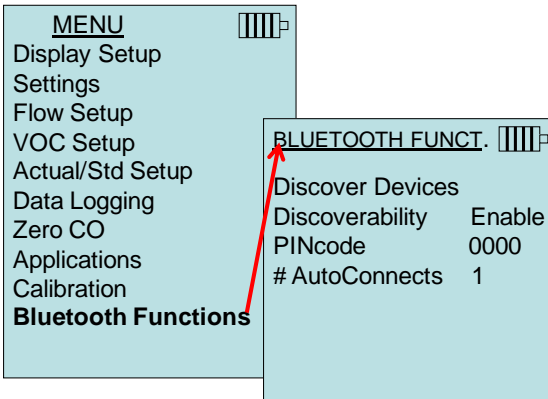 MENU
Display Setup
Settings
Flow Setup
VOC Setup
Actual/Std Setup
Data Logging
Zero CO
Applications
Calibration
Bluetooth Functions
BLUETOOTH FUNCT.
Discover Devices
Discoverability Enable
PINcode 0000
# AutoConnects 1